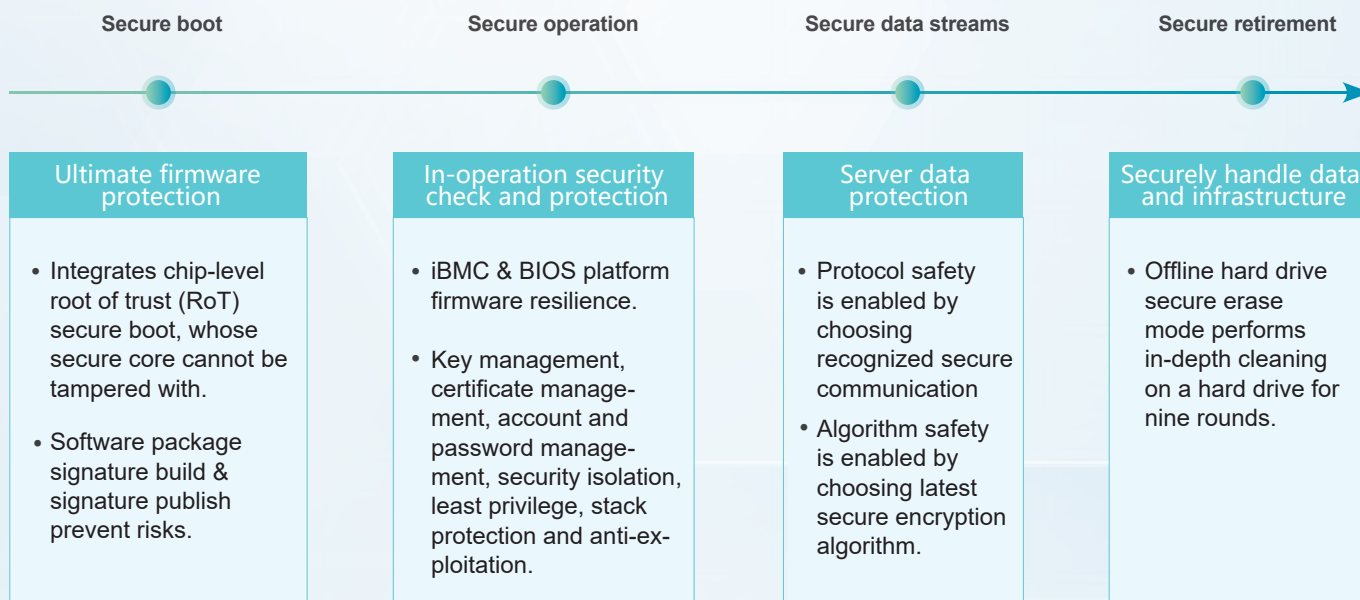 Secure boot
Secure operation
Secure data streams
Secure retirement
Ultimate firmware
protection
• Integrates chip-level
root of trust (RoT)
secure boot, whose
secure core cannot be
tampered with.
• Software package
signature build &
signature publish
prevent risks.
In-operation security
check and protection
• iBMC & BIOS platform
firmware resilience.
• Key management,
certificate manage-
ment, account and
password manage-
ment, security isolation,
least privilege, stack
protection and anti-ex-
ploitation.
Server data
protection
• Protocol safety
is enabled by
choosing
recognized secure
communication
• Algorithm safety
is enabled by
choosing latest
secure encryption
algorithm.
Securely handle data
and infrastructure
• Offline hard drive
secure erase
mode performs
in-depth cleaning
on a hard drive for
nine rounds.